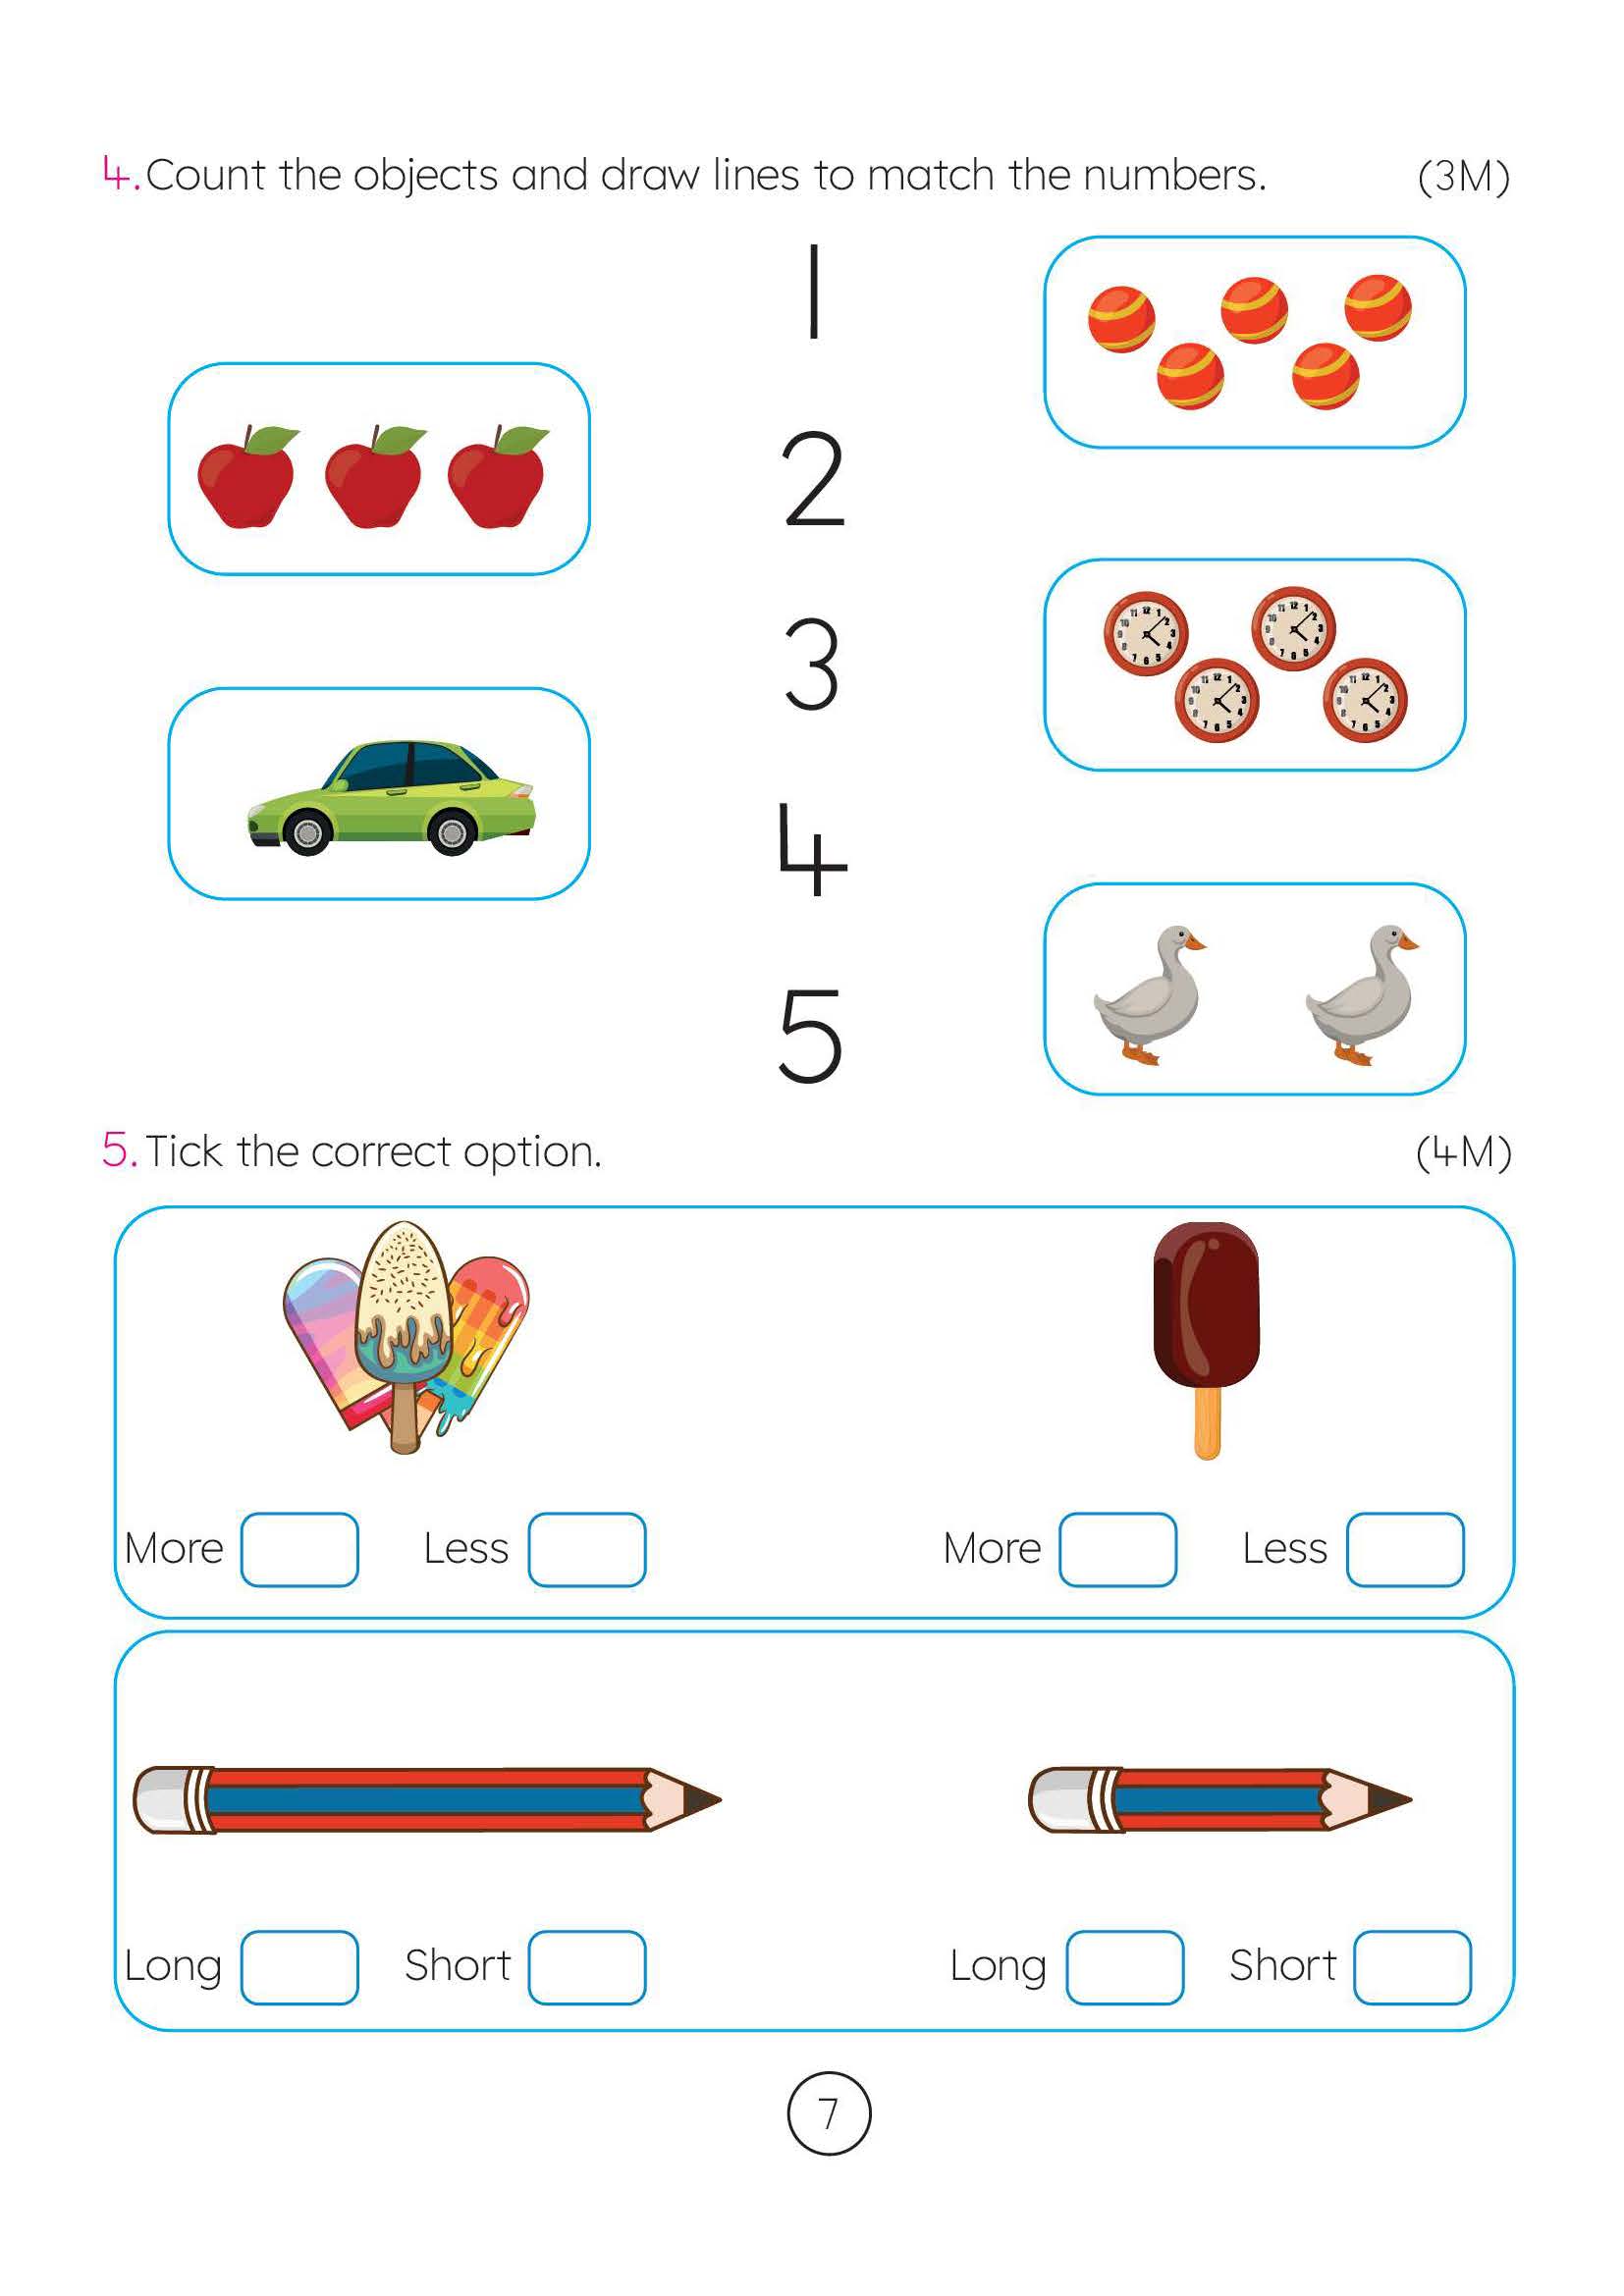 4. Count the objects and draw lines to match the numbers. (3M)
1
2
3
4
5
5. Tick the correct option. (4M)
More Less More Less
Long Short Long Short
7